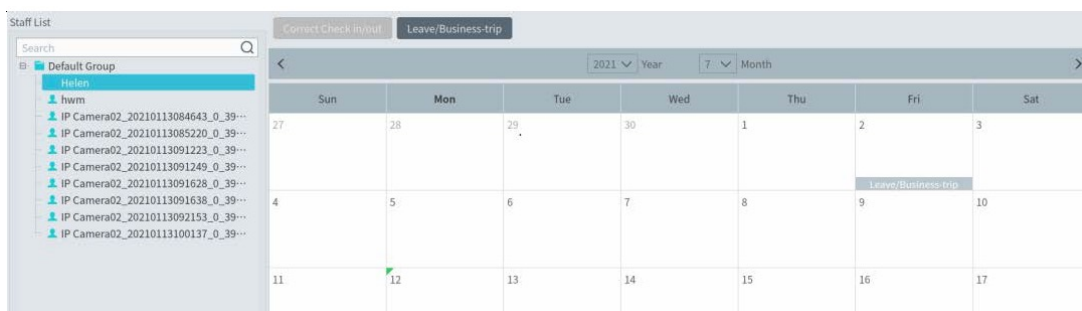 Staff List
Correct Check in/out Leave/Business-trip
Search
Default Group
Helen
hwm
IP Camera02_20210113084643_0_39···
IP Camera02_20210113085220_0_39···
IP Camera02_20210113091223_0_39···
IP Camera02_20210113091249_0_39···
IP Camera02_20210113091628_0_39···
IP Camera02_20210113091638_0_39···
IP Camera02_20210113092153_0_39···
IP Camera02_20210113100137_0_39···
2021 Year 7 Month
Sun Mon Tue Wed Thu Fri Sat
27 28 29 30 1 2 3
Leave/Business-trip
4 5 6 7 8 9 10
11 12 13 14 15 16 17